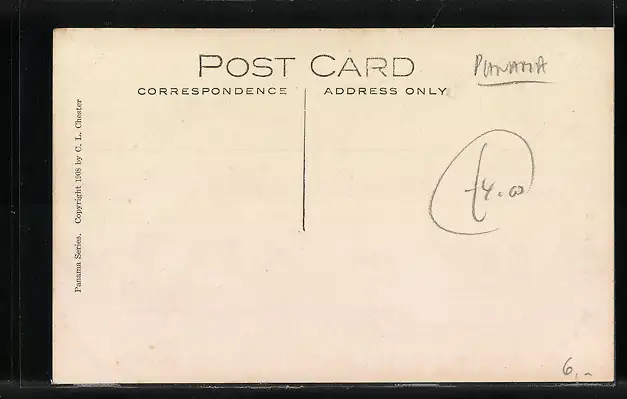 POST CARD
PANAMA
CORRESPONDENCE
ADDRESS ONLY
Panama Series. Copyright 1908 by C. L. Chester
£4.00
6,-